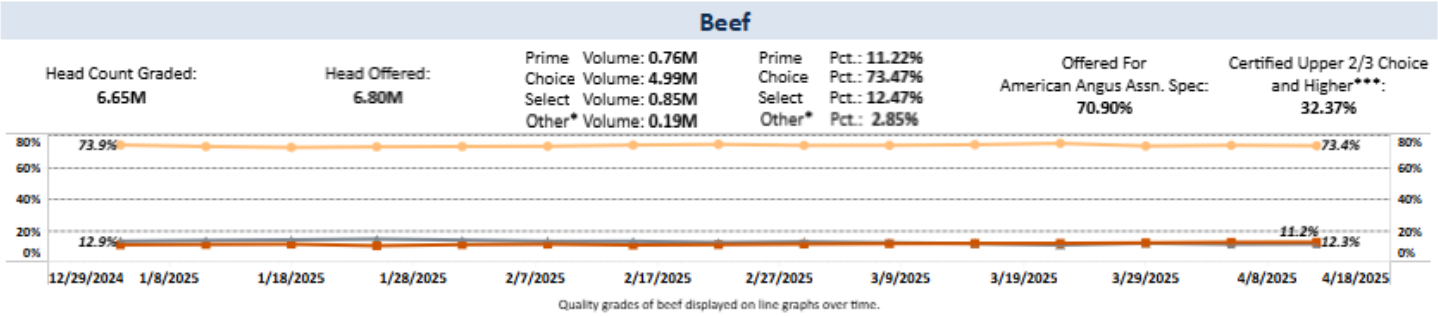 Beef
Head Count Graded:
6.65M
Head Offered:
6.80M
Prime Volume: 0.76M
Choice Volume: 4.99M
Select Volume: 0.85M
Other* Volume: 0.19M
Prime Pct.: 11.22%
Choice Pct.: 73.47%
Select Pct.: 12.47%
Other* Pct.: 2.85%
Offered For
American Angus Assn. Spec:
70.90%
Certified Upper 2/3 Choice
and Higher***:
32.37%
80% 73.9% 73.4% 80%
60% 60%
40% 40%
20% 11.2% 20%
12.9% 12.3%
0% 0%
12/29/2024 1/8/2025 1/18/2025 1/28/2025 2/7/2025 2/17/2025 2/27/2025 3/9/2025 3/19/2025 3/29/2025 4/8/2025 4/18/2025
Quality grades of beef displayed on line graphs over time.